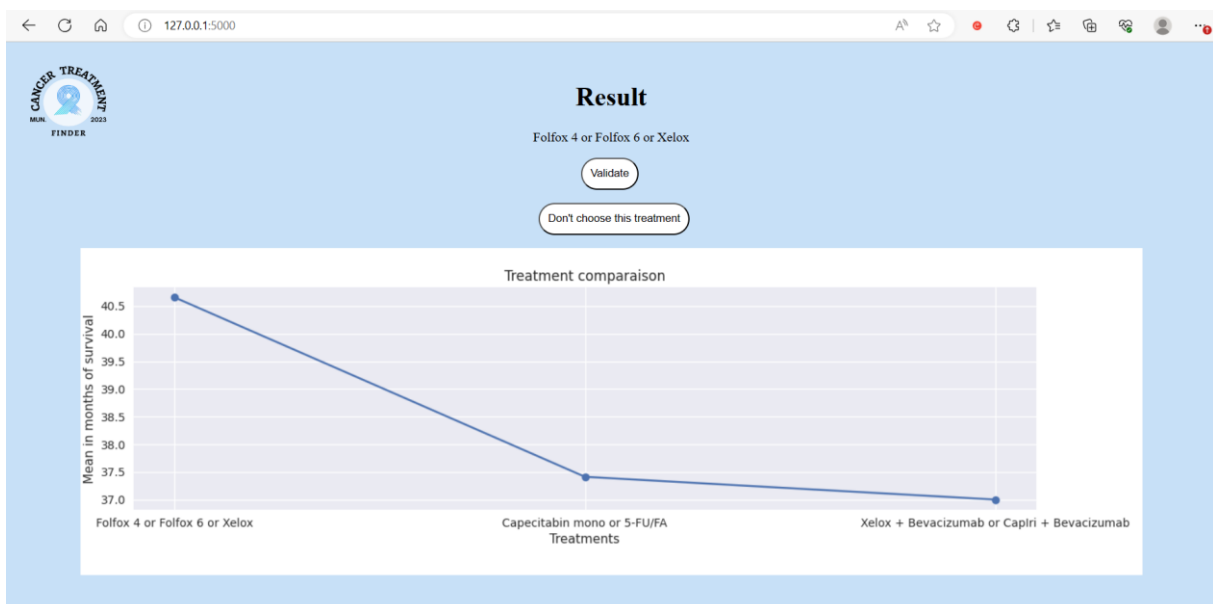 127.0.0.1:5000
CANCER TREATMENT
MUN. 2023
FINDER
Result
Folfox 4 or Folfox 6 or Xelox
Validate
Don't choose this treatment
Treatment comparaison
Mean in months of survival
40.5
40.0
39.5
39.0
38.5
38.0
37.5
37.0
Folfox 4 or Folfox 6 or Xelox
Capecitabin mono or 5-FU/FA
Xelox + Bevacizumab or CapIri + Bevacizumab
Treatments